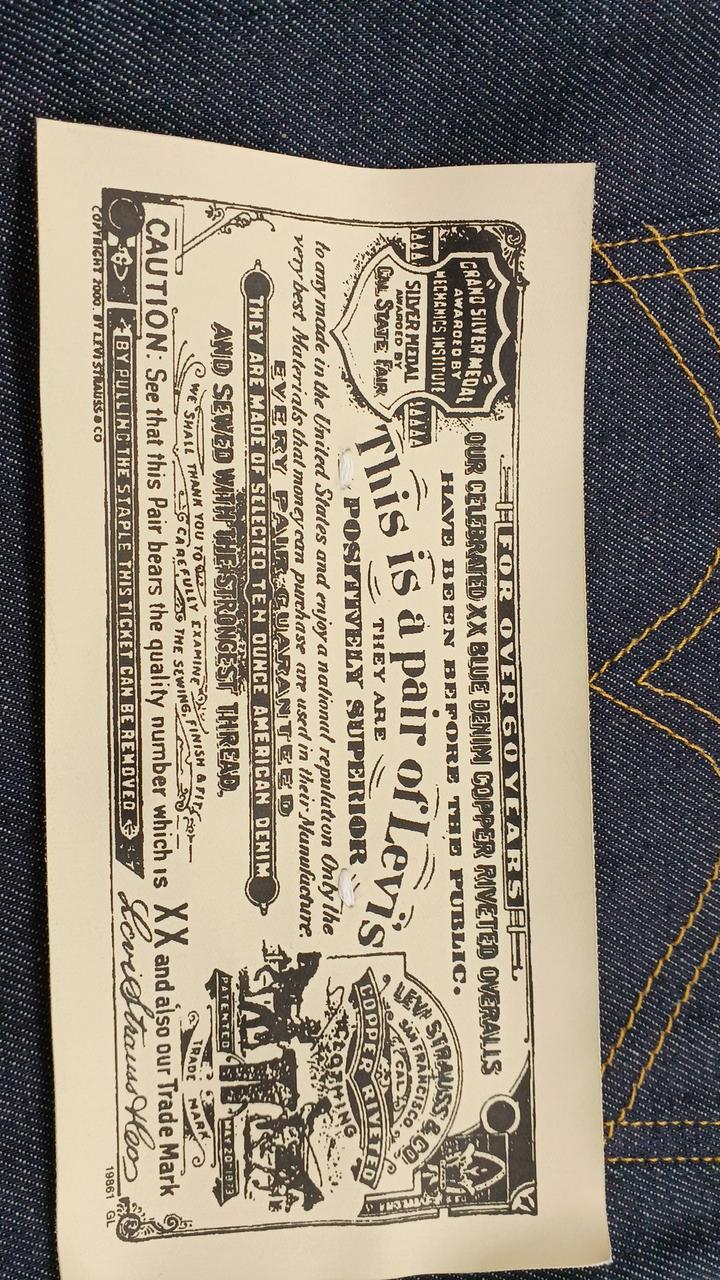 FOR OVER 60 YEARS
OUR CELEBRATED XX BLUE DENIM COPPER RIVETED OVERALLS
HAVE BEEN BEFORE THE PUBLIC.
GRAND SILVER MEDAL
AWARDED BY
MECHANICS INSTITUTE
SILVER MEDAL
AWARDED BY
CAL STATE FAIR
This is a pair of Levi's
THEY ARE
POSITIVELY SUPERIOR
to any made in the United States and enjoy a national reputation Only the
very best Materials that money can purchase are used in their Manufacture.
EVERY PAIR GUARANTEED
THEY ARE MADE OF SELECTED TEN OUNCE AMERICAN DENIM
AND SEWED WITH THE STRONGEST THREAD.
WE SHALL THANK YOU TO
CAREFULLY EXAMINE
THE SEWING, FINISH & FIT
LEVI STRAUSS & CO.
SAN FRANCISCO
CAL.
COPPER RIVETED
CLOTHING
PATENTED
MAY 20 1873
TRADE MARK
CAUTION: See that this Pair bears the quality number which is XX and also our Trade Mark
BY PULLING THE STAPLE THIS TICKET CAN BE REMOVED
Levi Strauss & Co
COPYRIGHT 2000. BY LEVI STRAUSS & CO
19861 GL